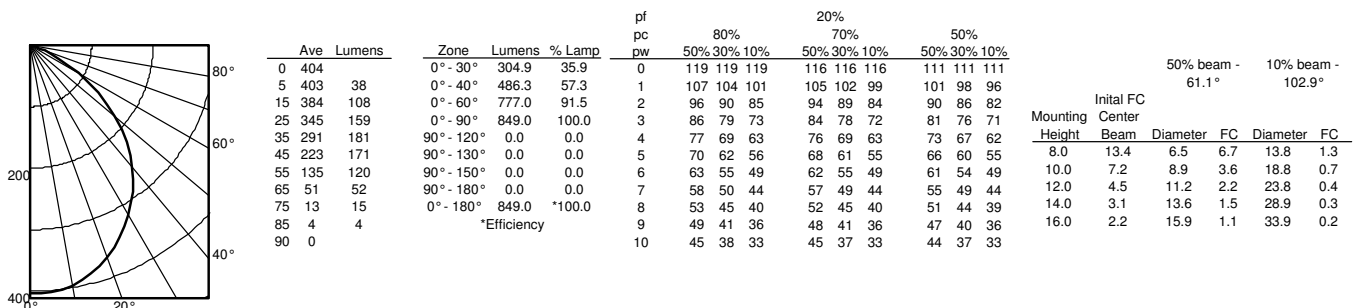 80°
60°
40°
200
400
0°
20°
Ave Lumens
0 404
5 403 38
15 384 108
25 345 159
35 291 181
45 223 171
55 135 120
65 51 52
75 13 15
85 4 4
90 0
Zone Lumens % Lamp
0°- 30° 304.9 35.9
0°- 40° 486.3 57.3
0°- 60° 777.0 91.5
0°- 90° 849.0 100.0
90°- 120° 0.0 0.0
90°- 130° 0.0 0.0
90°- 150° 0.0 0.0
90°- 180° 0.0 0.0
0°- 180° 849.0 *100.0
*Efficiency
pf 20%
pc 80% 70% 50%
pw 50% 30% 10% 50% 30% 10% 50% 30% 10%
0 119 119 119 116 116 116 111 111 111
1 107 104 101 105 102 99 101 98 96
2 96 90 85 94 89 84 90 86 82
3 86 79 73 84 78 72 81 76 71
4 77 69 63 76 69 63 73 67 62
5 70 62 56 68 61 55 66 60 55
6 63 55 49 62 55 49 61 54 49
7 58 50 44 57 49 44 55 49 44
8 53 45 40 52 45 40 51 44 39
9 49 41 36 48 41 36 47 40 36
10 45 38 33 45 37 33 44 37 33
50% beam - 10% beam -
61.1° 102.9°
Inital FC
Mounting Center
Height Beam Diameter FC Diameter FC
8.0 13.4 6.5 6.7 13.8 1.3
10.0 7.2 8.9 3.6 18.8 0.7
12.0 4.5 11.2 2.2 23.8 0.4
14.0 3.1 13.6 1.5 28.9 0.3
16.0 2.2 15.9 1.1 33.9 0.2